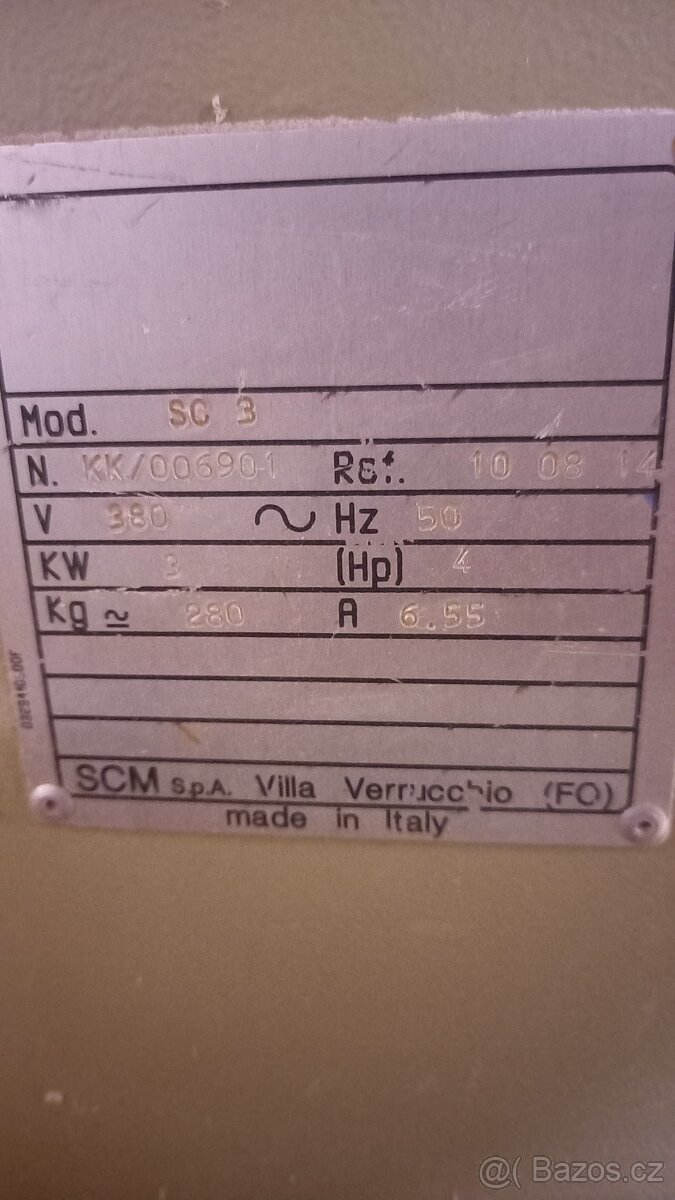 Mod. SC 3
N. KK/006901 Ref. 10 08 14
V 380 ~ Hz 50
KW 3 (Hp) 4
Kg ≃ 280 A 6.55
SCM S.p.A. Villa Verrucchio (FO)
made in Italy
@( Bazos.cz